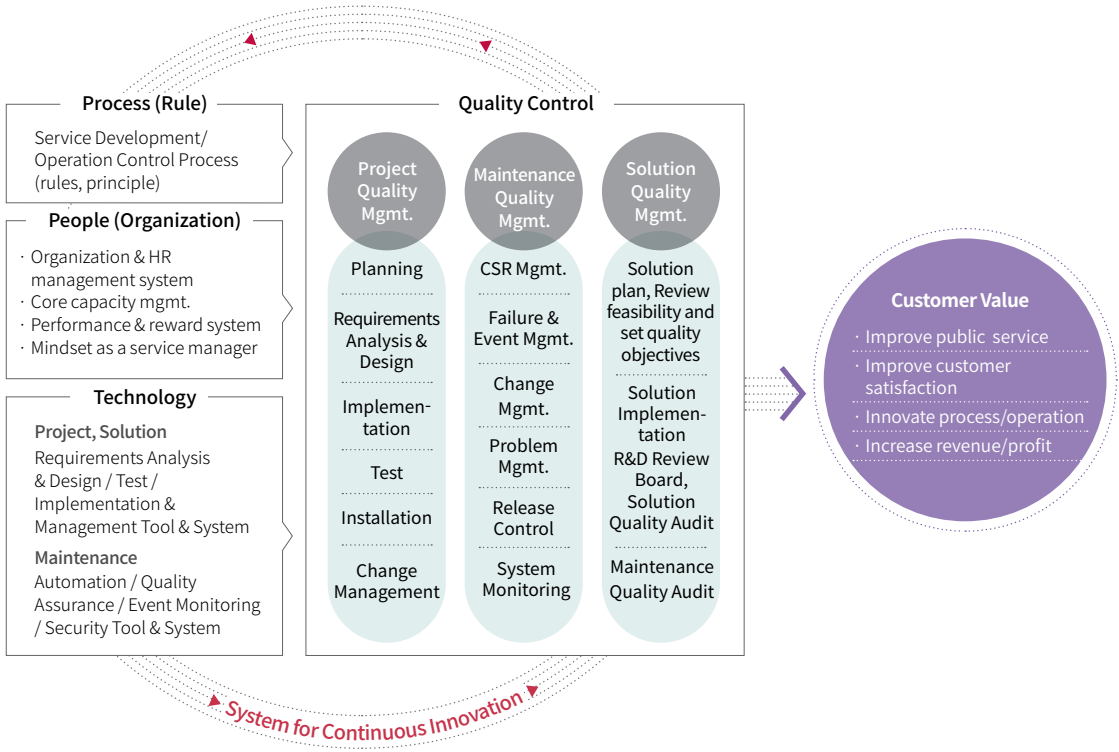 Process (Rule)
Service Development/
Operation Control Process
(rules, principle)
People (Organization)
· Organization & HR
management system
· Core capacity mgmt.
· Performance & reward system
· Mindset as a service manager
Technology
Project, Solution
Requirements Analysis
& Design / Test /
Implementation &
Management Tool & System
Maintenance
Automation / Quality
Assurance / Event Monitoring
/ Security Tool & System
Quality Control
Project
Quality
Mgmt.
Planning
Requirements
Analysis &
Design
Implemen-
tation
Test
Installation
Change
Management
Maintenance
Quality
Mgmt.
CSR Mgmt.
Failure &
Event Mgmt.
Change
Mgmt.
Problem
Mgmt.
Release
Control
System
Monitoring
Solution
Quality
Mgmt.
Solution
plan, Review
feasibility and
set quality
objectives
Solution
Implemen-
tation
R&D Review
Board,
Solution
Quality Audit
Maintenance
Quality Audit
Customer Value
· Improve public service
· Improve customer
satisfaction
· Innovate process/operation
· Increase revenue/profit
System for Continuous Innovation